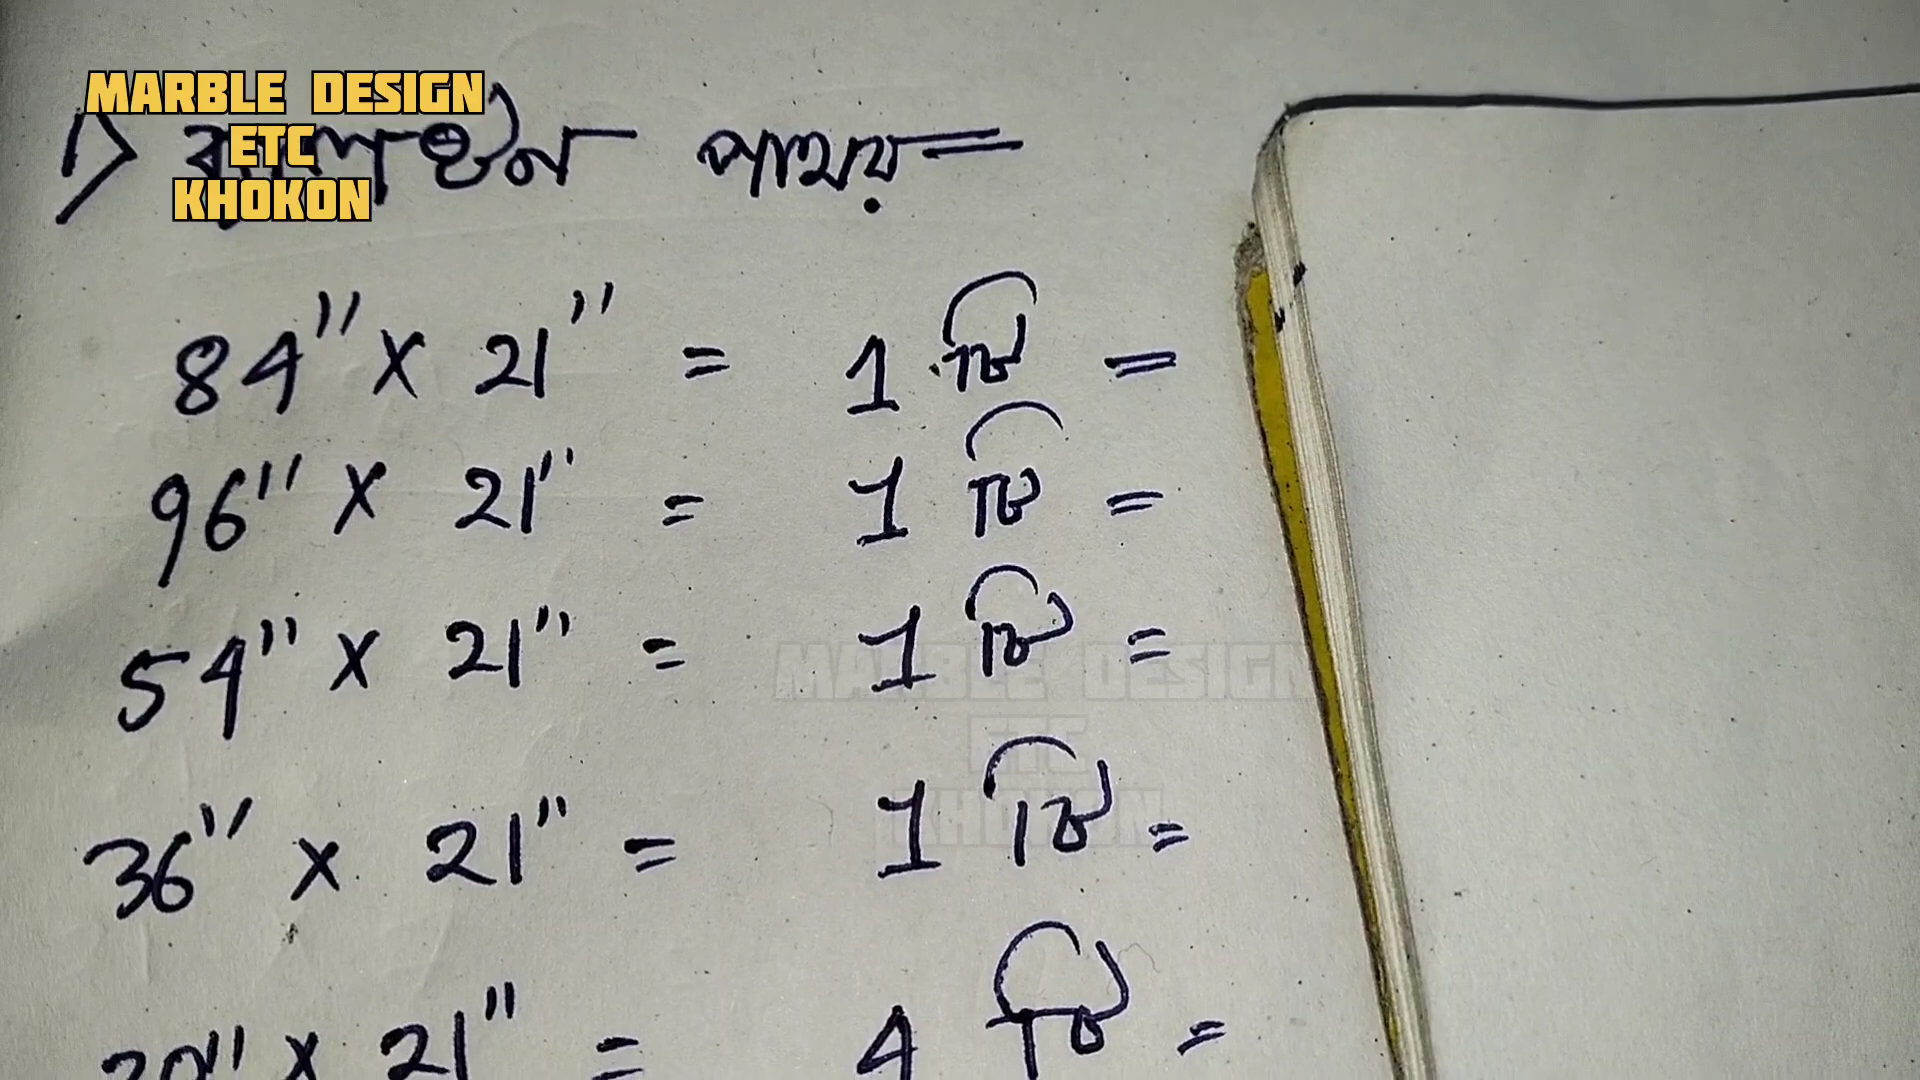 MARBLE DESIGN
ETC
KHOKON
1> পাথর =
84" X 21" = 1 টি =
96" X 21" = 1 টি =
54" X 21" = 1 টি =
MARBLE DESIGN
ETC
KHOKON
36" X 21" = 1 টি =
X 21" = 4 টি =